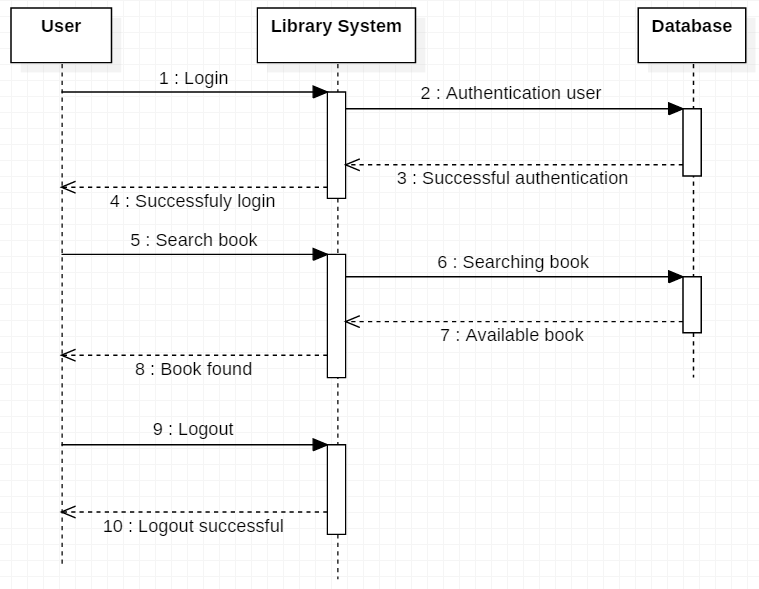 User
Library System
Database
1 : Login
2 : Authentication user
3 : Successful authentication
4 : Successfuly login
5 : Search book
6 : Searching book
7 : Available book
8 : Book found
9 : Logout
10 : Logout successful